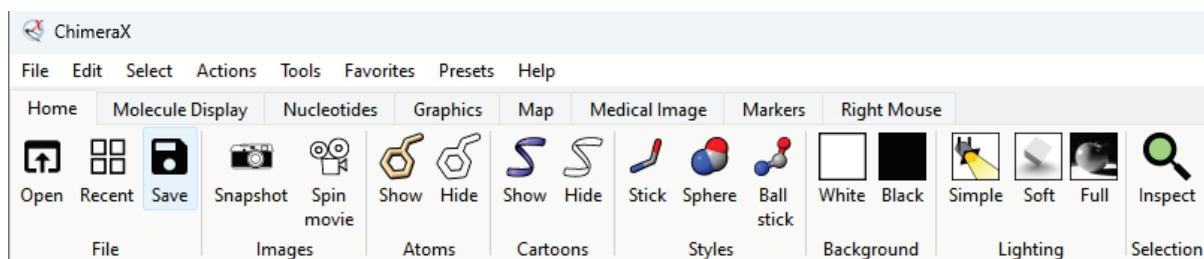 ChimeraX
File Edit Select Actions Tools Favorites Presets Help
Home Molecule Display Nucleotides Graphics Map Medical Image Markers Right Mouse
Open Recent Save Snapshot Spin movie Show Hide Show Hide Stick Sphere Ball stick White Black Simple Soft Full Inspect
File Images Atoms Cartoons Styles Background Lighting Selection